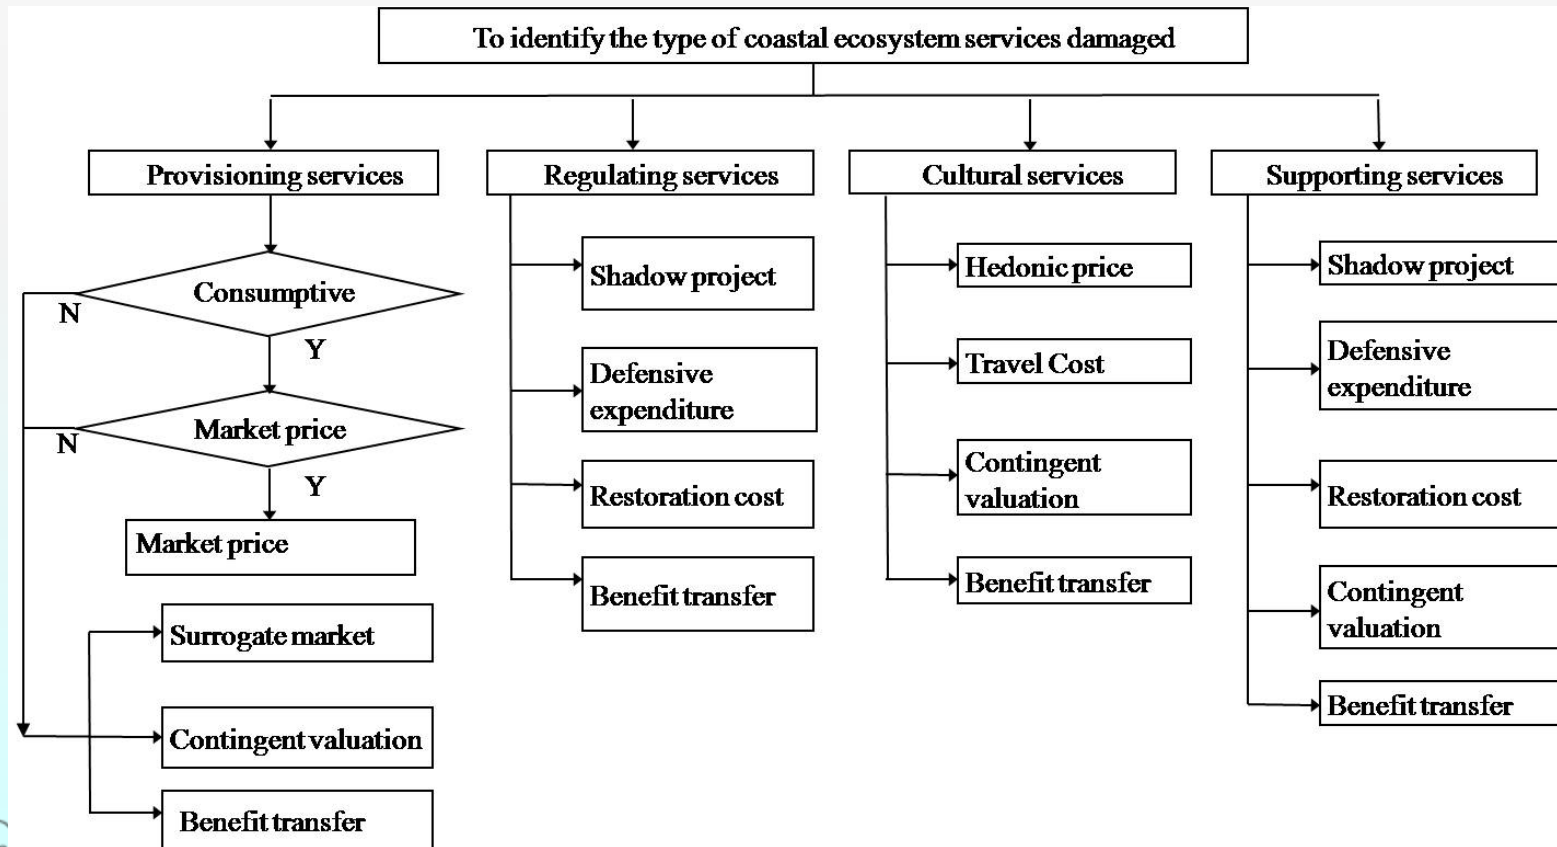 To identify the type of coastal ecosystem services damaged
Provisioning services
Consumptive
N
Y
Market price
N
Y
Market price
Surrogate market
Contingent valuation
Benefit transfer
Regulating services
Shadow project
Defensive
expenditure
Restoration cost
Benefit transfer
Cultural services
Hedonic price
Travel Cost
Contingent
valuation
Benefit transfer
Supporting services
Shadow project
Defensive
expenditure
Restoration cost
Contingent
valuation
Benefit transfer